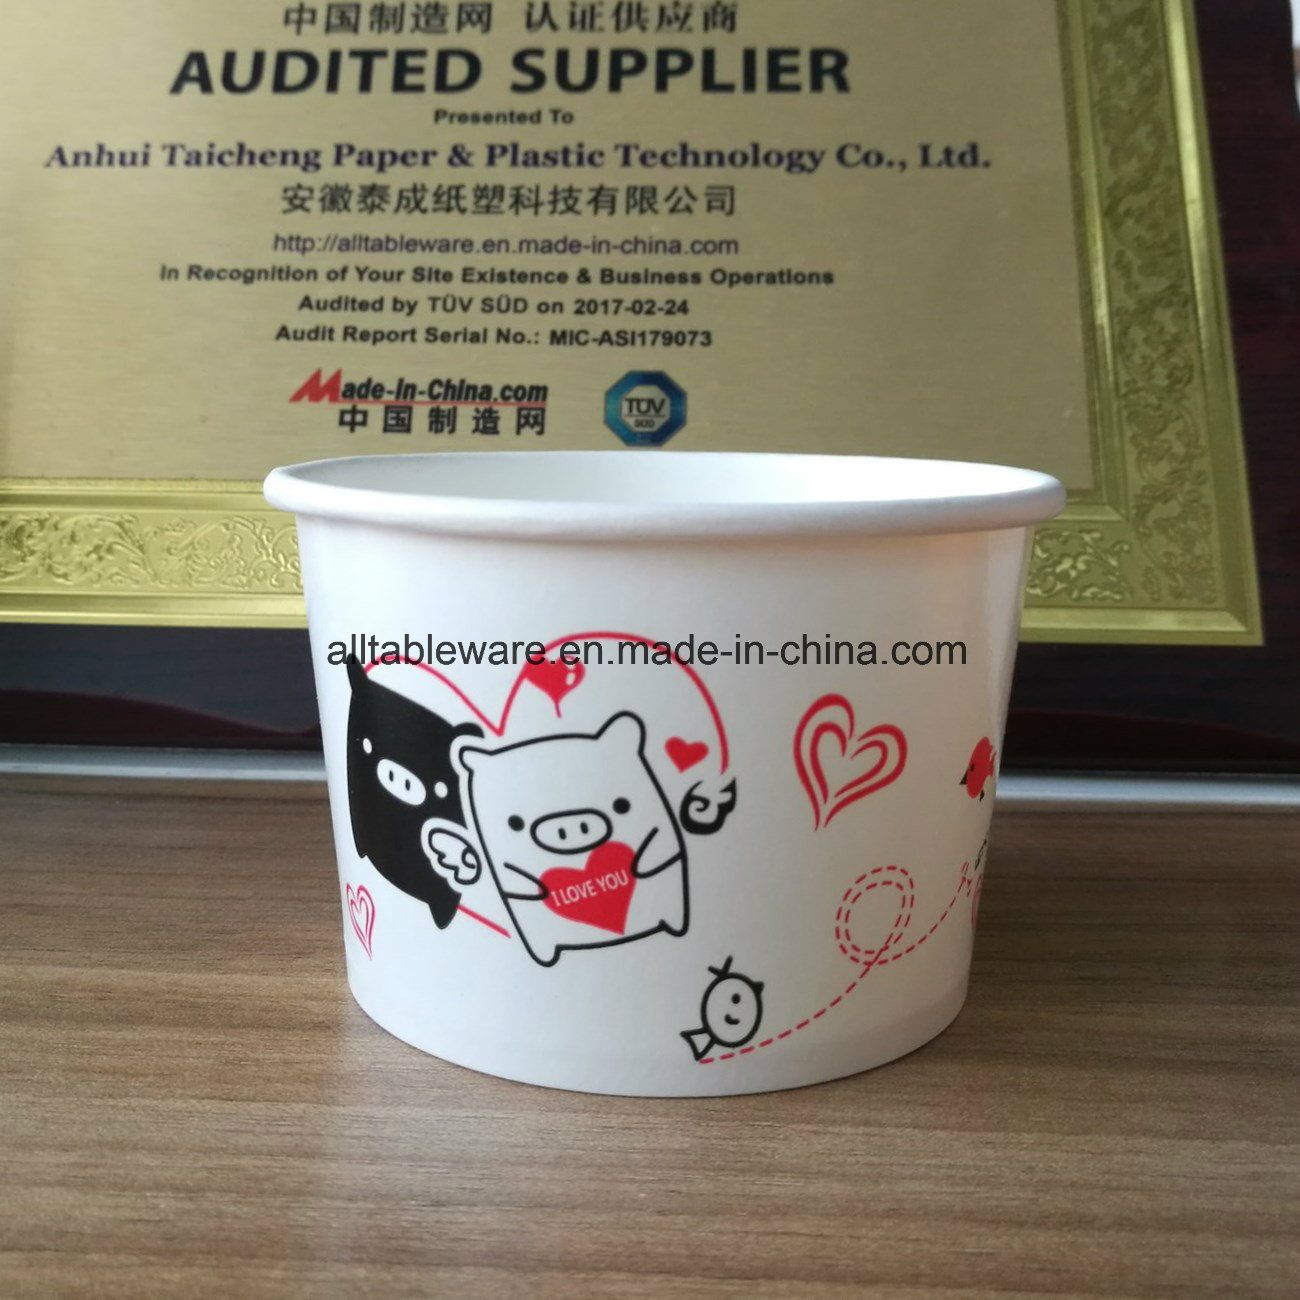 中国制造网 认证供应商
AUDITED SUPPLIER
Presented To
Anhui Taicheng Paper & Plastic Technology Co., Ltd.
安徽泰成纸塑科技有限公司
http://alltableware.en.made-in-china.com
In Recognition of Your Site Existence & Business Operations
Audited by TÜV SÜD on 2017-02-24
Audit Report Serial No.: MIC-ASI179073
Made-in-China.com
中国制造网
TÜV
SÜD
alltableware.en.made-in-china.com
I LOVE YOU